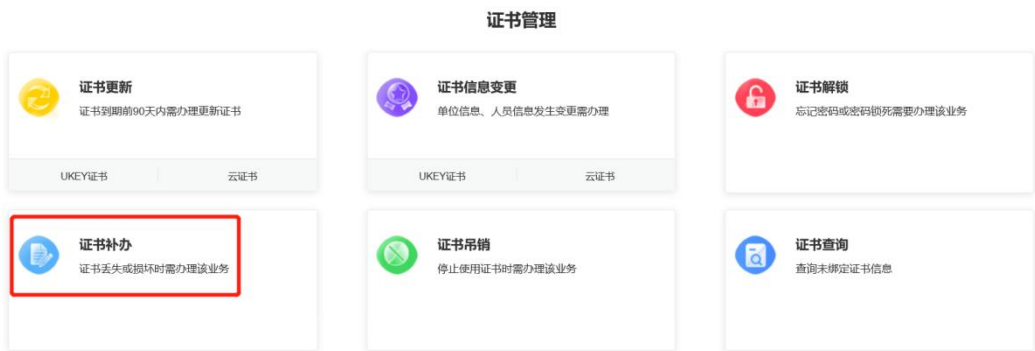 证书管理
证书更新
证书到期前90天内需办理更新证书
UKEY证书
云证书
证书信息变更
单位信息、人员信息发生变更需办理
UKEY证书
云证书
证书解锁
忘记密码或密码锁死需要办理该业务
证书补办
证书丢失或损坏时需办理该业务
证书吊销
停止使用证书时需办理该业务
证书查询
查询未绑定证书信息